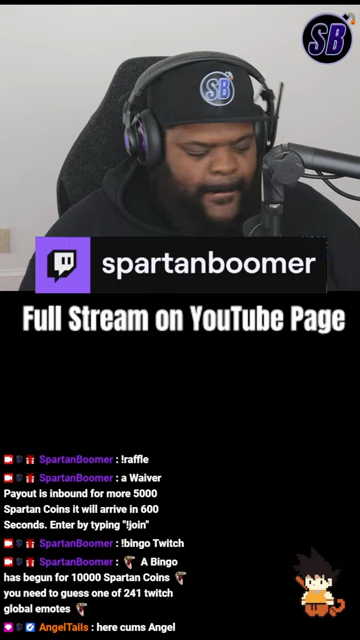 SB
SB
spartanboomer
Full Stream on YouTube Page
SpartanBoomer : !raffle
SpartanBoomer : a Waiver
Payout is inbound for more 5000
Spartan Coins it will arrive in 600
Seconds. Enter by typing "!join"
SpartanBoomer : !bingo Twitch
SpartanBoomer : A Bingo
has begun for 10000 Spartan Coins
you need to guess one of 241 twitch
global emotes
AngelTails : here cums Angel